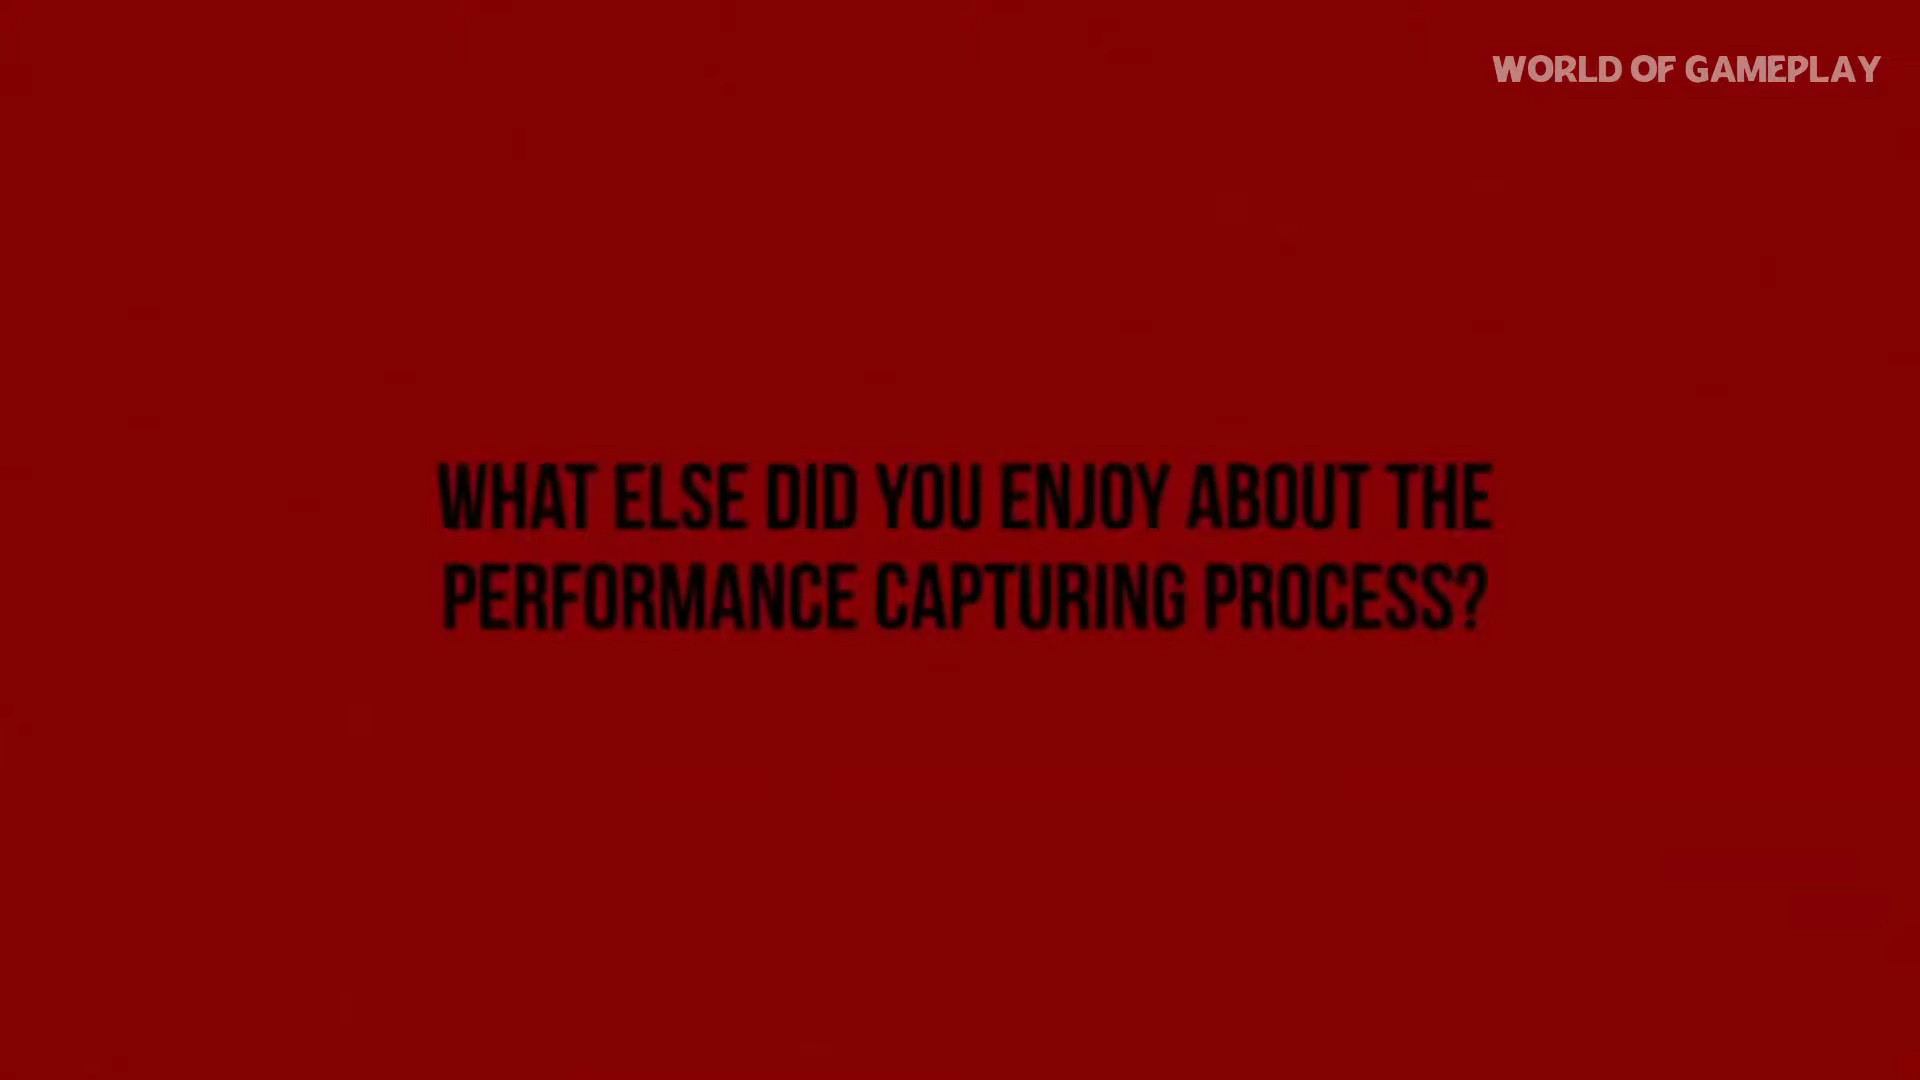 WORLD OF GAMEPLAY
WHAT ELSE DID YOU ENJOY ABOUT THE
PERFORMANCE CAPTURING PROCESS?